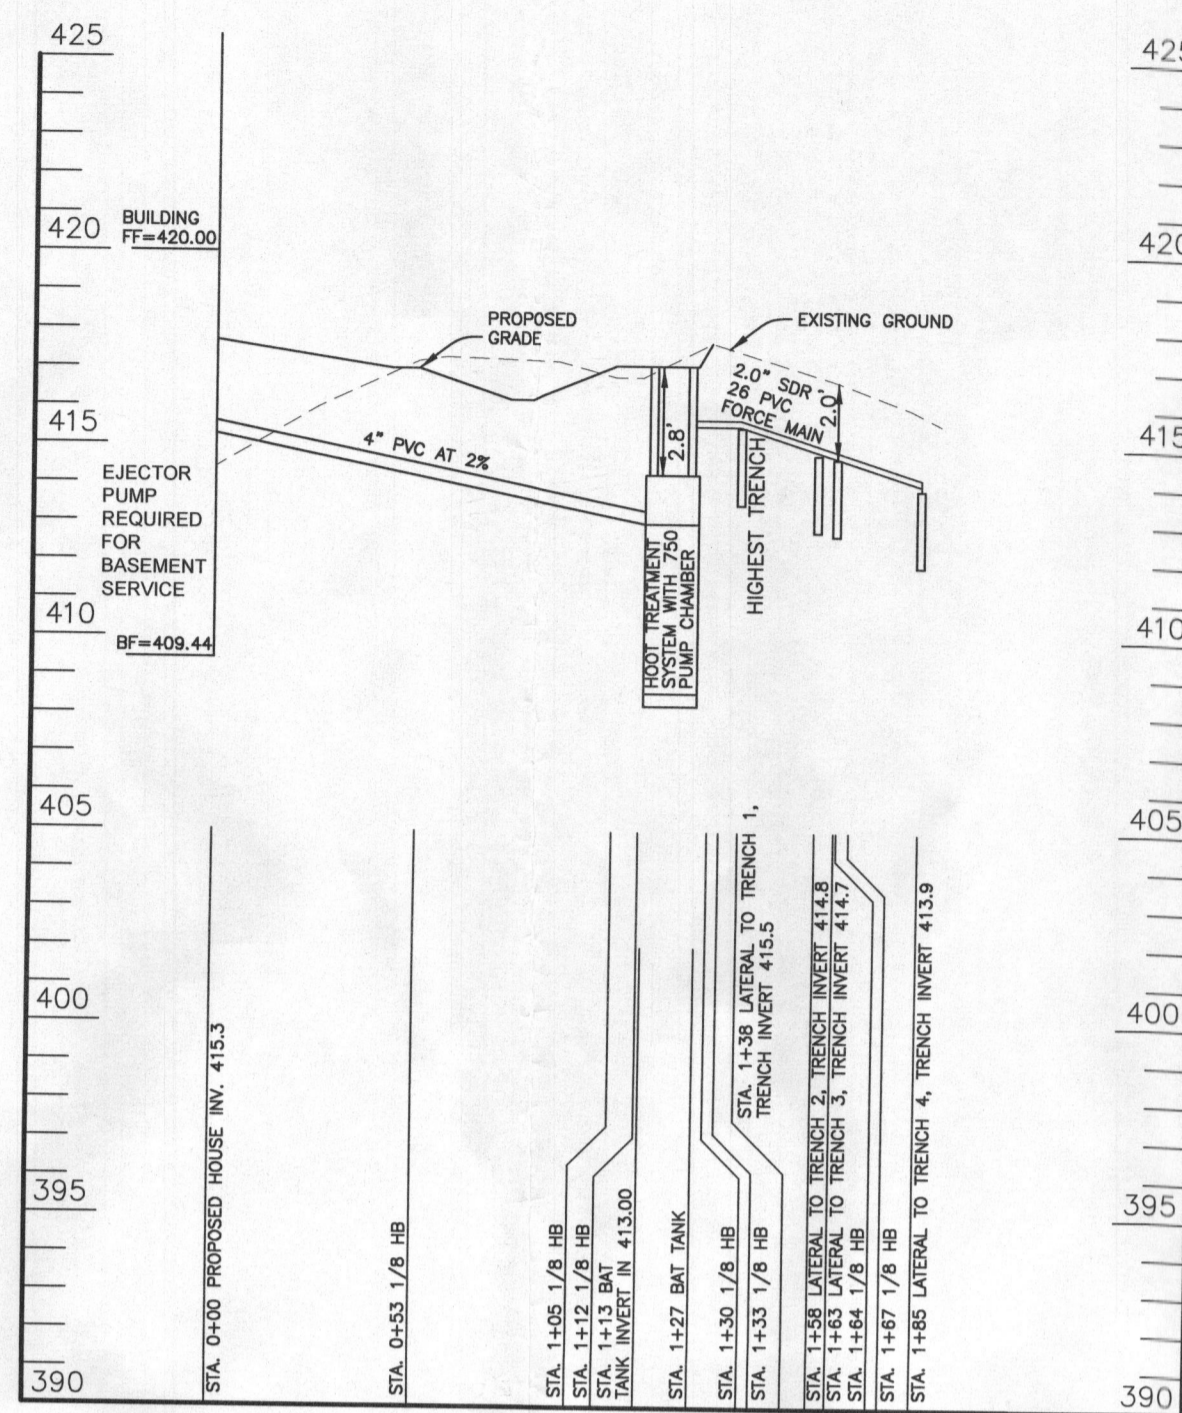 425
420
415
410
405
400
395
390
BUILDING
FF=420.00
PROPOSED
GRADE
EXISTING GROUND
2.0" SDR
26 PVC
FORCE MAIN
2.0'
4" PVC AT 2%
2.8'
HIGHEST TRENCH
EJECTOR
PUMP
REQUIRED
FOR
BASEMENT
SERVICE
BF=409.44
HOOT TREATMENT
SYSTEM WITH 750
PUMP CHAMBER
STA. 0+00 PROPOSED HOUSE INV. 415.3
STA. 0+53 1/8 HB
STA. 1+05 1/8 HB
STA. 1+12 1/8 HB
STA. 1+13 BAT
TANK INVERT IN 413.00
STA. 1+27 BAT TANK
STA. 1+30 1/8 HB
STA. 1+33 1/8 HB
STA. 1+38 LATERAL TO TRENCH 1,
TRENCH INVERT 415.5
STA. 1+58 LATERAL TO TRENCH 2, TRENCH INVERT 414.8
STA. 1+63 LATERAL TO TRENCH 3, TRENCH INVERT 414.7
STA. 1+64 1/8 HB
STA. 1+67 1/8 HB
STA. 1+85 LATERAL TO TRENCH 4, TRENCH INVERT 413.9
425
420
415
410
405
400
395
390